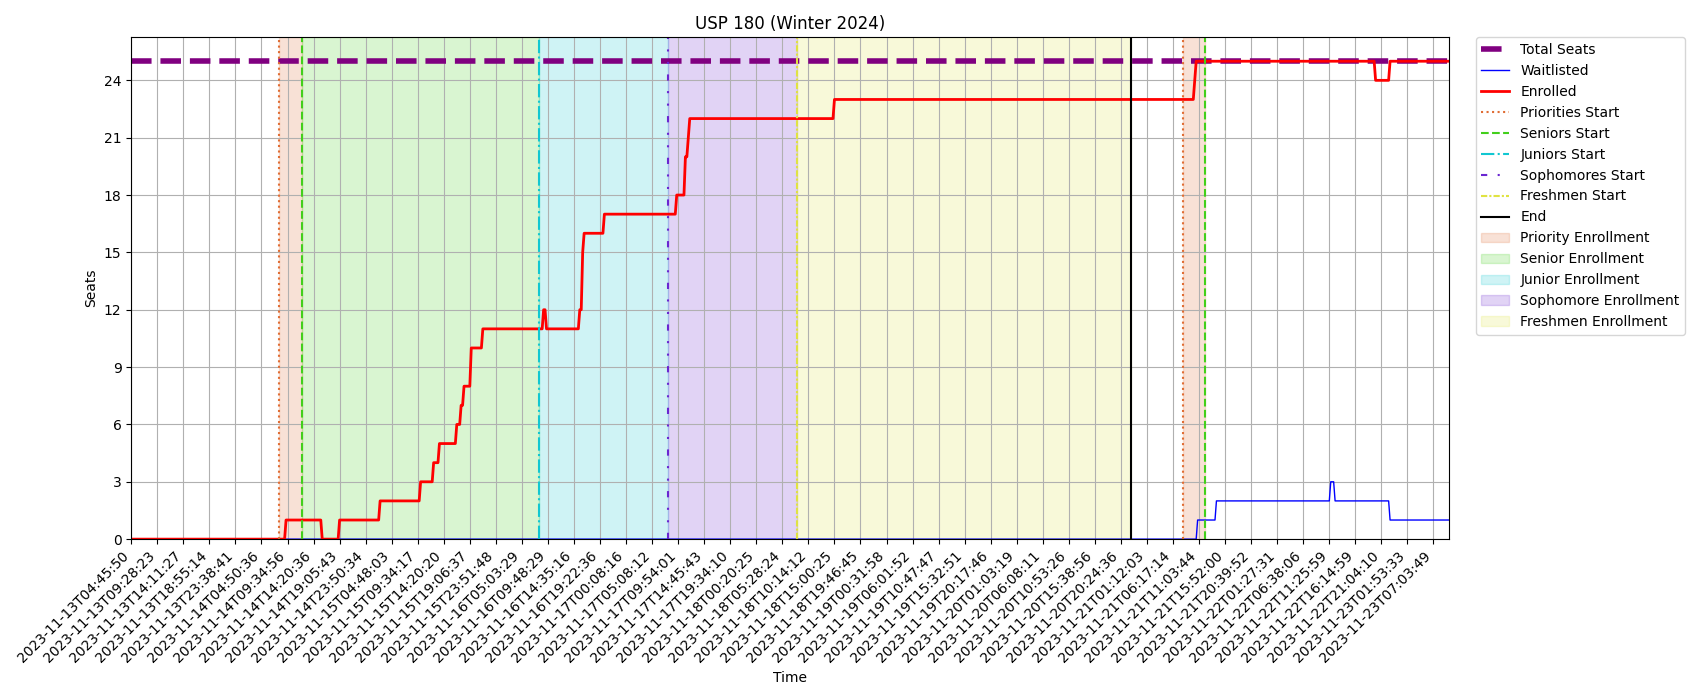 USP 180 (Winter 2024)
Seats
24
21
18
15
12
9
6
3
0
2023-11-13T04:45:50
2023-11-13T09:28:23
2023-11-13T14:11:27
2023-11-13T18:55:14
2023-11-13T23:38:41
2023-11-14T04:50:36
2023-11-14T09:34:56
2023-11-14T14:20:36
2023-11-14T19:05:43
2023-11-14T23:50:34
2023-11-15T04:48:03
2023-11-15T09:34:17
2023-11-15T14:20:20
2023-11-15T19:06:37
2023-11-15T23:51:48
2023-11-16T05:03:29
2023-11-16T09:48:29
2023-11-16T14:35:16
2023-11-16T19:22:36
2023-11-17T00:08:16
2023-11-17T05:08:12
2023-11-17T09:54:01
2023-11-17T14:45:43
2023-11-17T19:34:10
2023-11-18T00:20:25
2023-11-18T05:28:24
2023-11-18T10:14:12
2023-11-18T15:00:25
2023-11-18T19:46:45
2023-11-19T00:31:58
2023-11-19T06:01:52
2023-11-19T10:47:47
2023-11-19T15:32:51
2023-11-19T20:17:46
2023-11-20T01:03:19
2023-11-20T06:08:11
2023-11-20T10:53:26
2023-11-20T15:38:56
2023-11-20T20:24:36
2023-11-21T01:12:03
2023-11-21T06:17:14
2023-11-21T11:03:44
2023-11-21T15:52:00
2023-11-21T20:39:52
2023-11-22T01:27:31
2023-11-22T06:38:06
2023-11-22T11:25:59
2023-11-22T16:14:59
2023-11-22T21:04:10
2023-11-23T01:53:33
2023-11-23T07:03:49
Time
Total Seats
Waitlisted
Enrolled
Priorities Start
Seniors Start
Juniors Start
Sophomores Start
Freshmen Start
End
Priority Enrollment
Senior Enrollment
Junior Enrollment
Sophomore Enrollment
Freshmen Enrollment